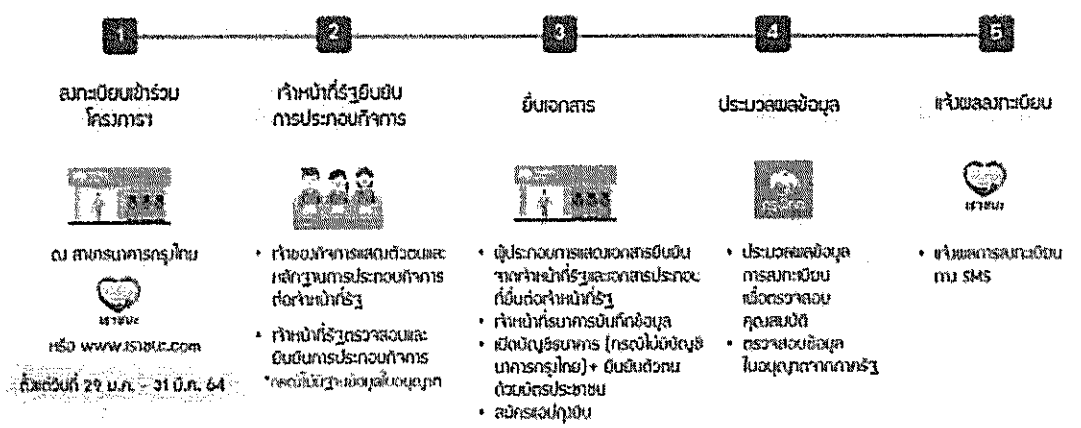 1
2
3
4
5
ลงทะเบียนเข้าร่วม
โครงการฯ
ณ สาขาธนาคารกรุงไทย
เราชนะ
หรือ www.เราชนะ.com
ตั้งแต่วันที่ 29 ม.ค. - 31 มี.ค. 64
เจ้าหน้าที่รัฐยืนยัน
การประกอบกิจการ
• เจ้าของกิจการแสดงตัวตนและ
หลักฐานการประกอบกิจการ
ต่อเจ้าหน้าที่รัฐ
• เจ้าหน้าที่รัฐตรวจสอบและ
ยืนยันการประกอบกิจการ
*กรณีไม่มีฐานข้อมูลใบอนุญาต
ยื่นเอกสาร
• ผู้ประกอบการแสดงเอกสารยืนยัน
จากเจ้าหน้าที่รัฐและเอกสารประกอบ
ที่ยื่นต่อเจ้าหน้าที่รัฐ
• เจ้าหน้าที่ธนาคารบันทึกข้อมูล
• เปิดบัญชีธนาคาร (กรณีไม่มีบัญชี
ธนาคารกรุงไทย)+ ยืนยันตัวตน
ด้วยบัตรประชาชน
• สมัครแอปถุงเงิน
ประมวลผลข้อมูล
• ประมวลผลข้อมูล
การลงทะเบียน
เพื่อตรวจสอบ
คุณสมบัติ
• ตรวจสอบข้อมูล
ใบอนุญาตจากภาครัฐ
แจ้งผลลงทะเบียน
เราชนะ
• แจ้งผลการลงทะเบียน
ทาง SMS